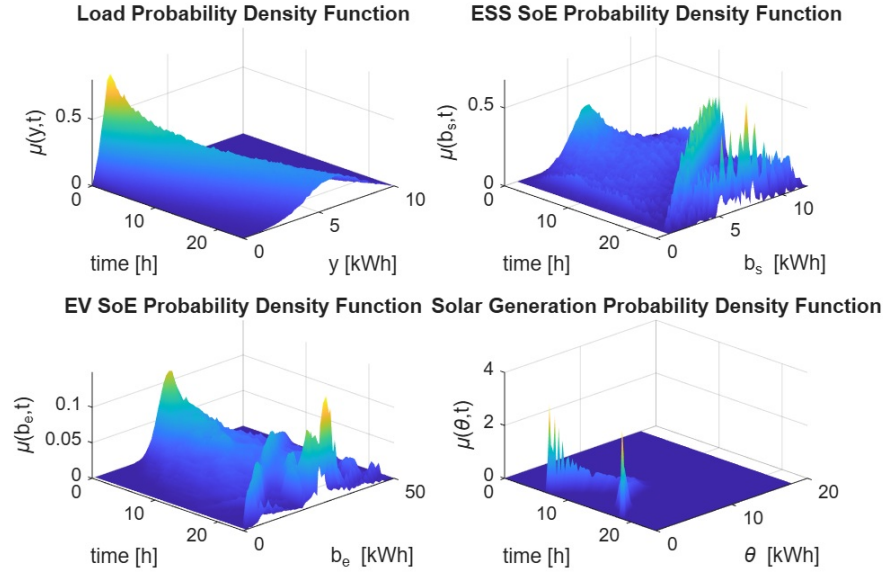 Load Probability Density Function
μ(y,t)
0.5
0
0
10
20
time [h]
0
5
10
y [kWh]
ESS SoE Probability Density Function
μ(b_s,t)
0.5
0
0
10
20
time [h]
0
5
10
b_s [kWh]
EV SoE Probability Density Function
μ(b_e,t)
0.1
0.05
0
0
10
20
time [h]
0
50
b_e [kWh]
Solar Generation Probability Density Function
μ(θ,t)
4
2
0
0
10
20
time [h]
0
10
20
θ [kWh]